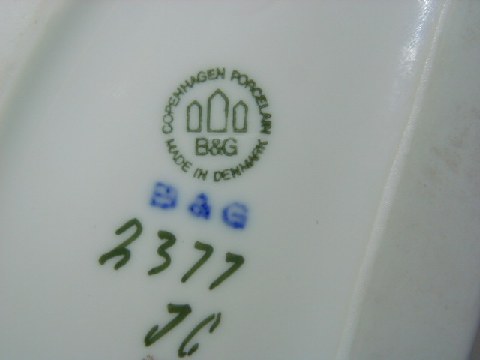 COPENHAGEN PORCELAIN
B&G
MADE IN DENMARK
B & G
2377
JC